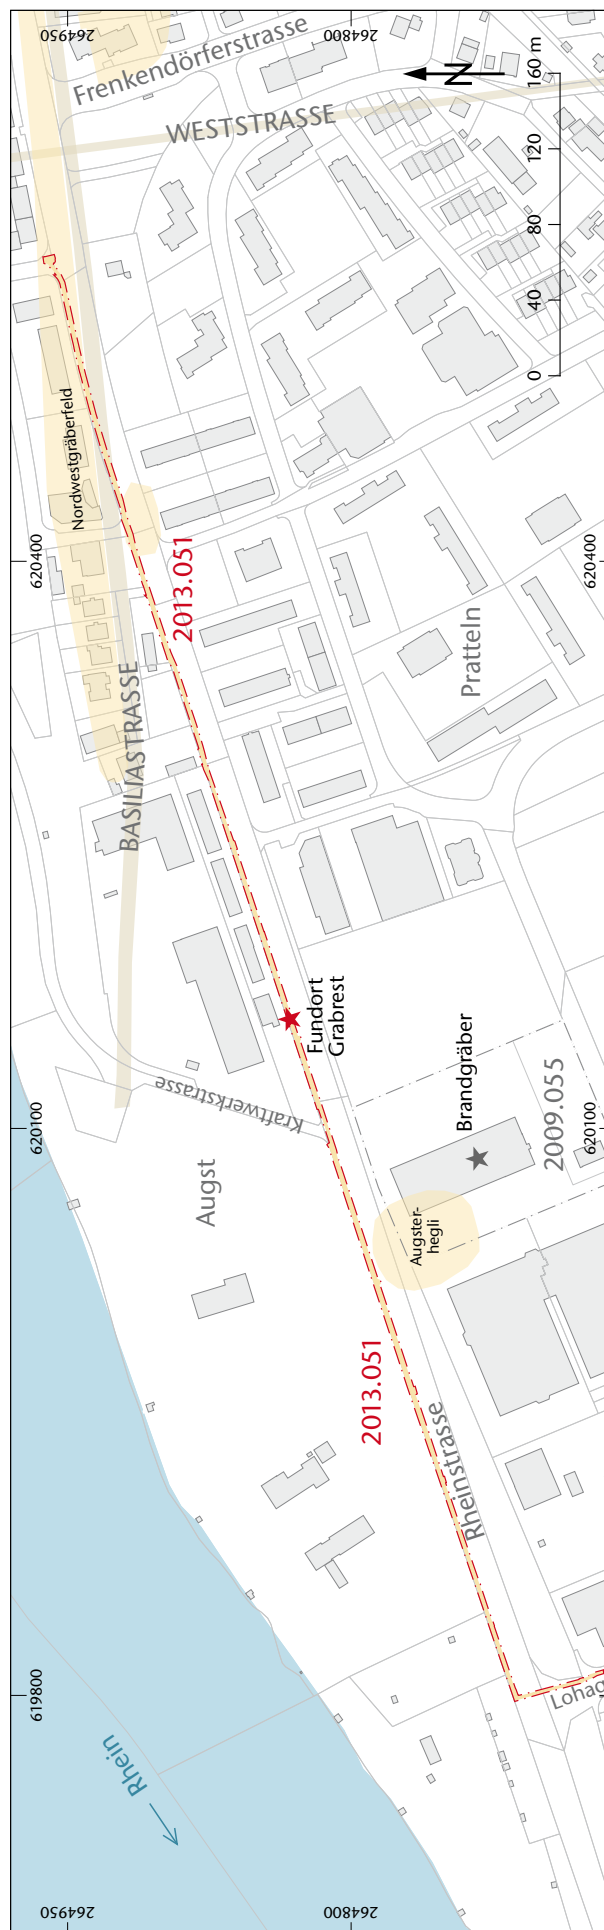 264950
264800
Frenkendörferstrasse
WESTSTRASSE
N
0 40 80 120 160 m
Nordwestgräberfeld
620400
620400
2013.051
BASILIASTRASSE
Pratteln
Fundort
Grabrest
Kraftwerkstrasse
Brandgräber
2009.055
620100
620100
Augst
Augster-
hegli
2013.051
Rheinstrasse
619800
Lohag
Rhein
264950
264800